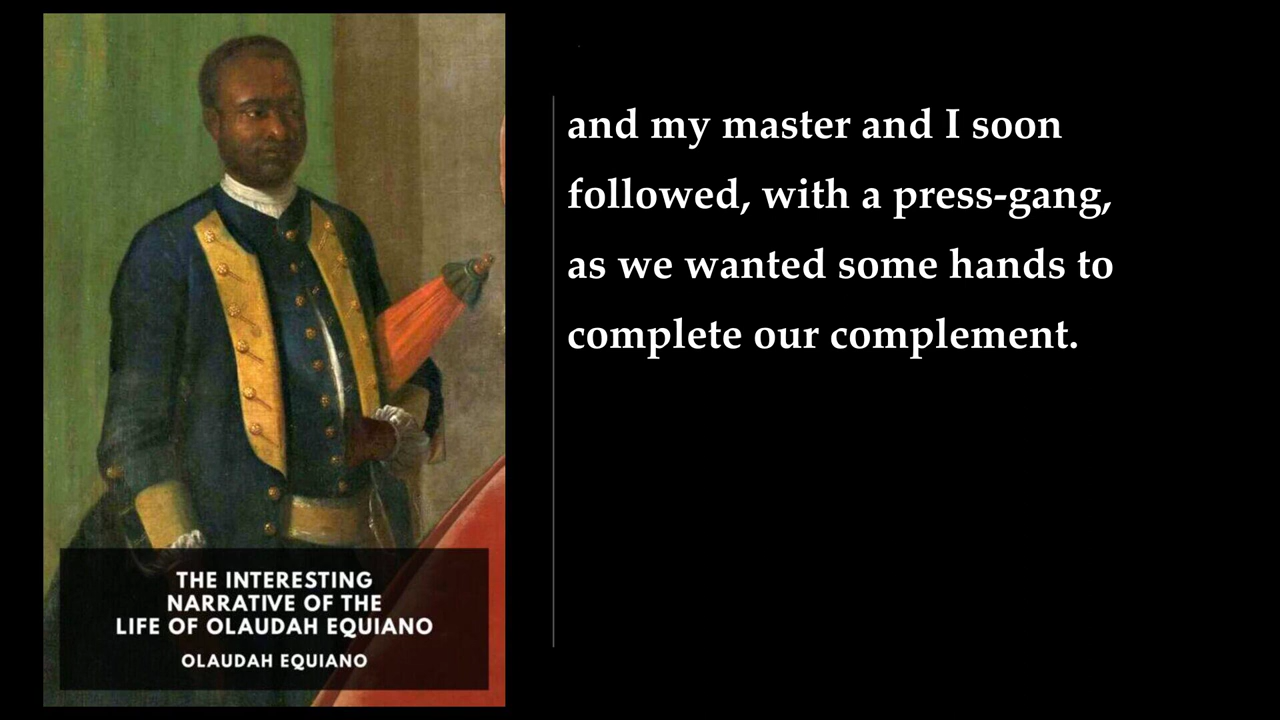 THE INTERESTING
NARRATIVE OF THE
LIFE OF OLAUDAH EQUIANO
OLAUDAH EQUIANO
and my master and I soon
followed, with a press-gang,
as we wanted some hands to
complete our complement.